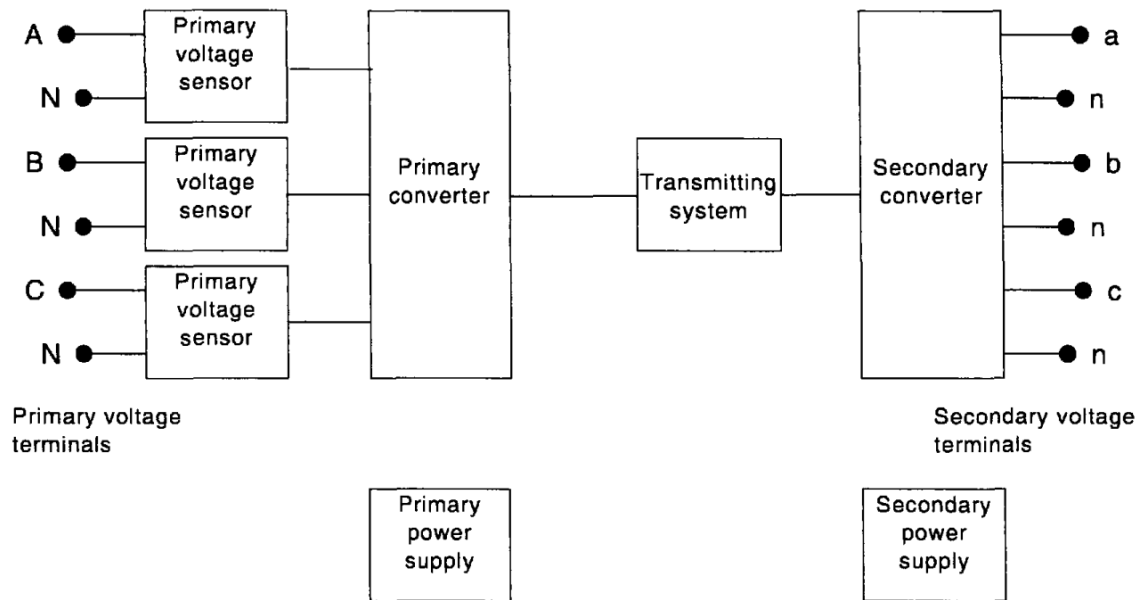 A
N
B
N
C
N
Primary
voltage
sensor
Primary
voltage
sensor
Primary
voltage
sensor
Primary
converter
Transmitting
system
Secondary
converter
a
n
b
n
c
n
Primary voltage
terminals
Secondary voltage
terminals
Primary
power
supply
Secondary
power
supply